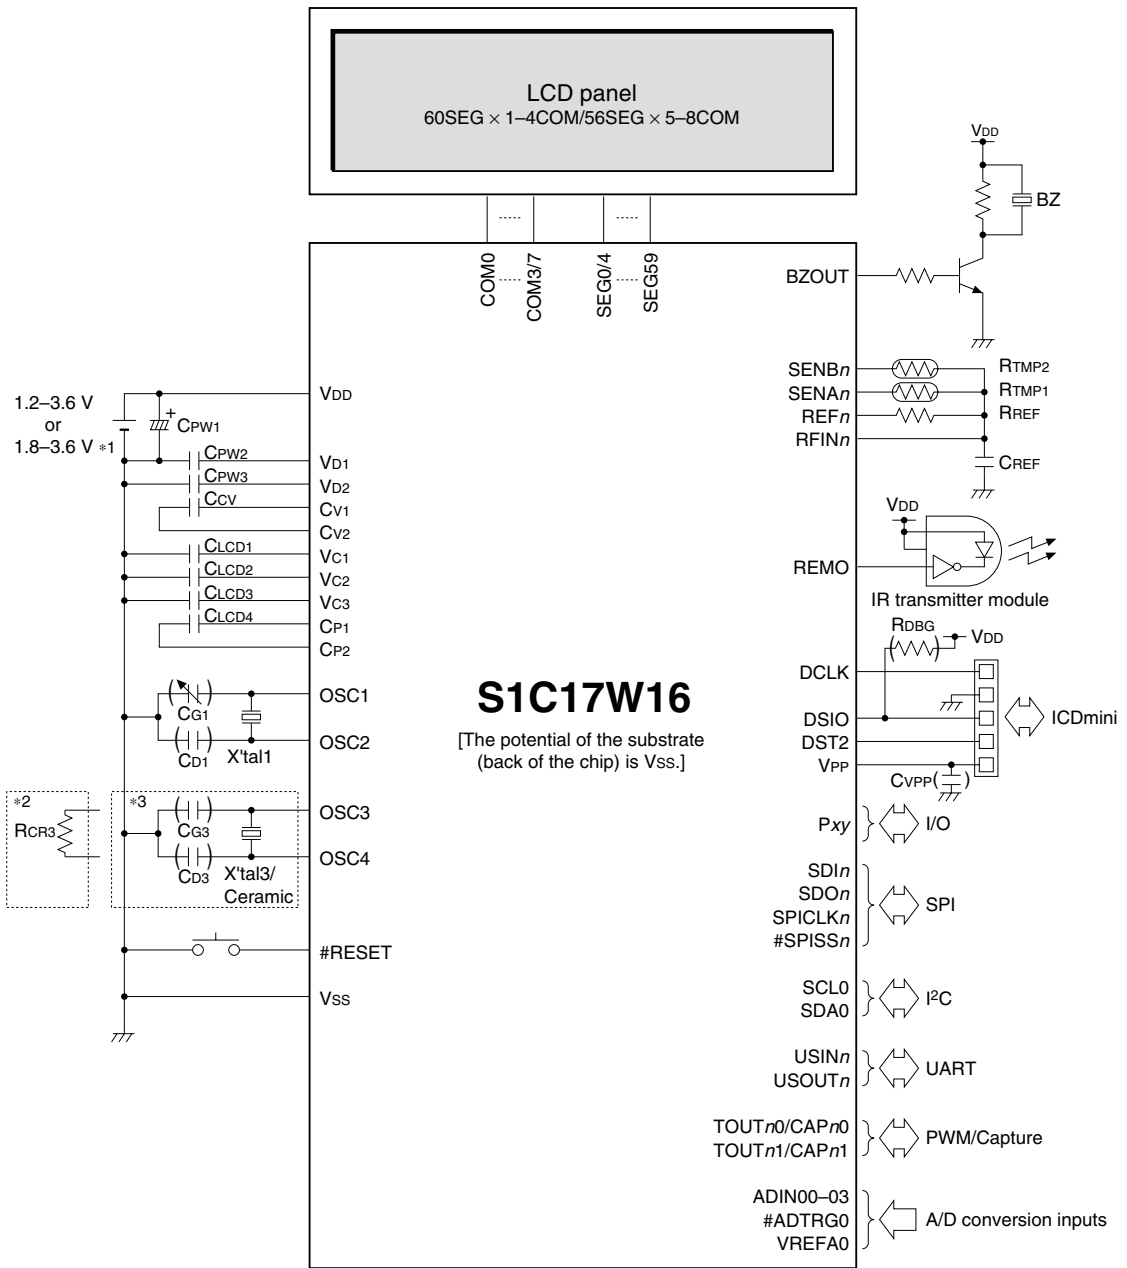 LCD panel
60SEG × 1–4COM/56SEG × 5–8COM
COM0
COM3/7
SEG0/4
SEG59
VDD
BZ
BZOUT
SENBn
RTMP2
SENAn
RTMP1
REFn
RREF
RFINn
CREF
1.2–3.6 V
or
1.8–3.6 V *1
+
CPW1
VDD
CPW2
VD1
CPW3
VD2
CCV
CV1
CV2
CLCD1
VC1
CLCD2
VC2
CLCD3
VC3
CLCD4
CP1
CP2
VDD
REMO
IR transmitter module
RDBG
VDD
DCLK
DSIO
ICDmini
DST2
VPP
CVPP
OSC1
CG1
OSC2
CD1
X'tal1
S1C17W16
[The potential of the substrate
(back of the chip) is VSS.]
*2
RCR3
*3
OSC3
CG3
OSC4
CD3
X'tal3/
Ceramic
#RESET
VSS
Pxy
I/O
SDIn
SDOn
SPICLKn
#SPISSn
SPI
SCL0
SDA0
I²C
USINn
USOUTn
UART
TOUTn0/CAPn0
TOUTn1/CAPn1
PWM/Capture
ADIN00–03
#ADTRG0
VREFA0
A/D conversion inputs